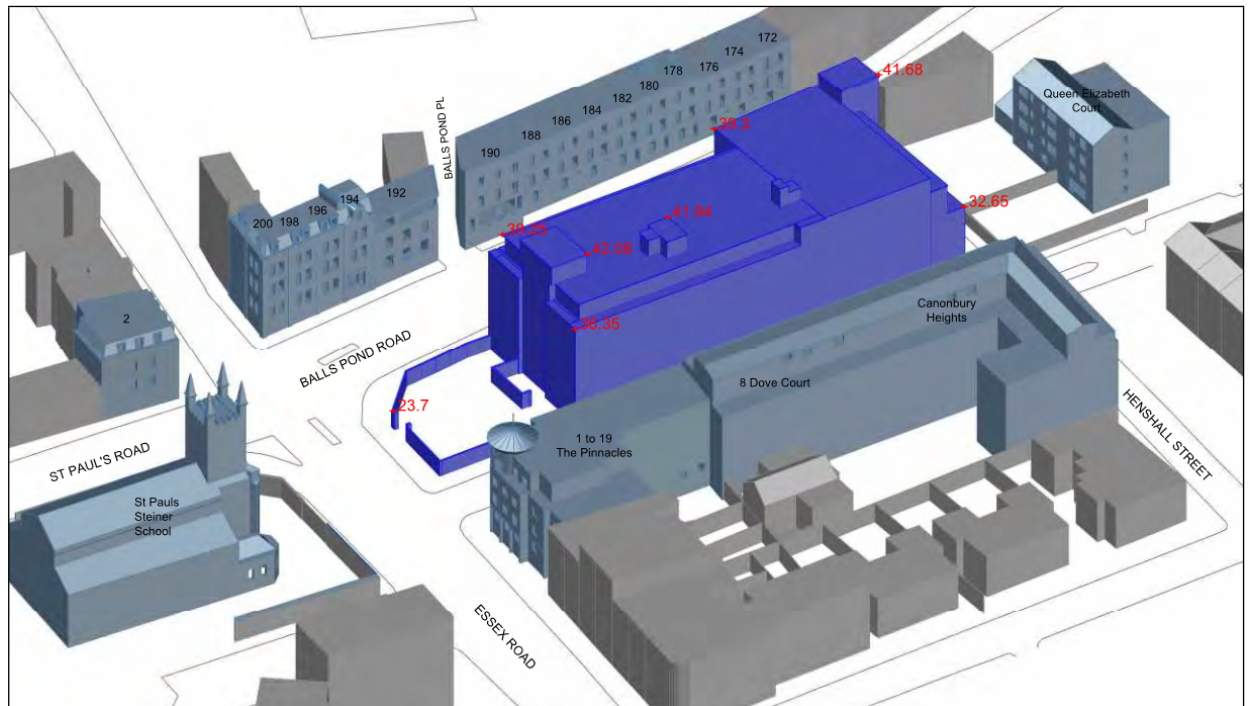 172
174
176
178
180
182
184
186
188
190
BALLS POND PL
192
194
196
198
200
2
41.68
Queen Elizabeth
Court
39.3
32.65
41.94
39.29
42.08
36.35
Canonbury
Heights
8 Dove Court
BALLS POND ROAD
23.7
1 to 19
The Pinnacles
HENSHALL STREET
ST PAUL'S ROAD
St Pauls
Steiner
School
ESSEX ROAD